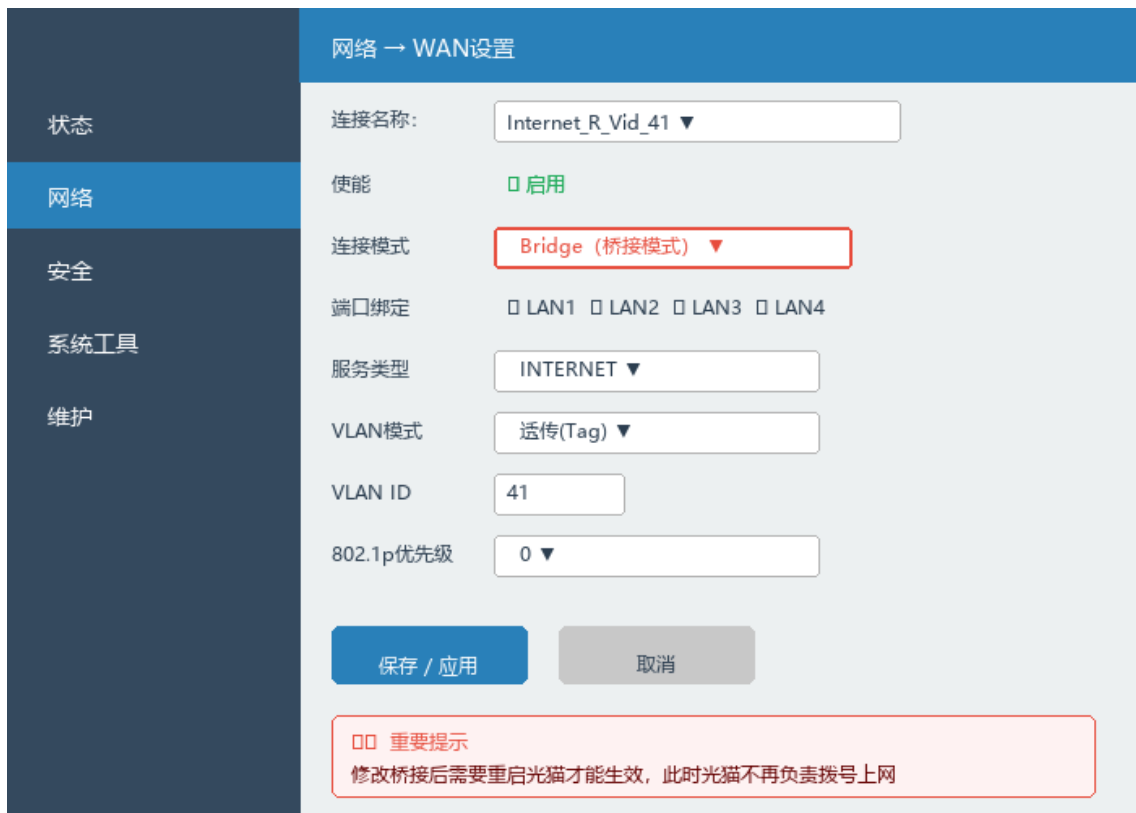 网络 → WAN设置
状态
网络
安全
系统工具
维护
连接名称: Internet_R_Vid_41 ▼
使能 启用
连接模式 Bridge (桥接模式) ▼
端口绑定 LAN1 LAN2 LAN3 LAN4
服务类型 INTERNET ▼
VLAN模式 透传(Tag) ▼
VLAN ID 41
802.1p优先级 0 ▼
保存 / 应用 取消
重要提示
修改桥接后需要重启光猫才能生效，此时光猫不再负责拨号上网